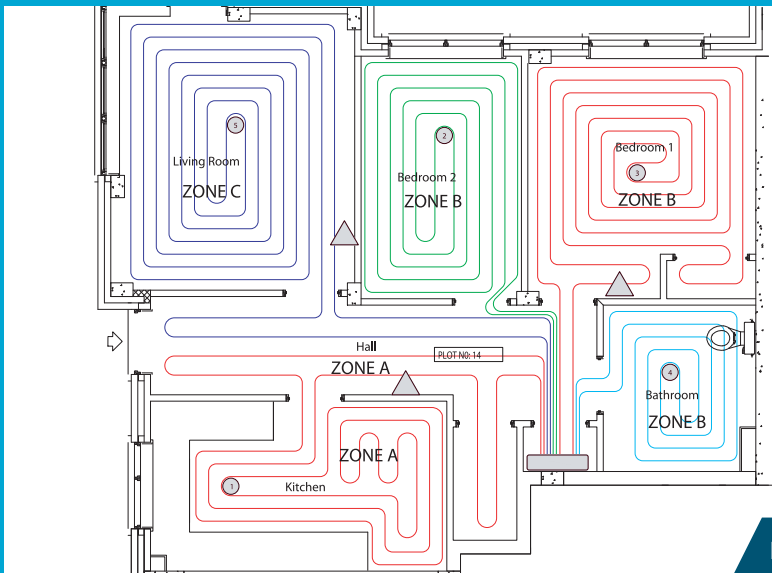 5
Living Room
ZONE C
2
Bedroom 2
ZONE B
Bedroom 1
3
ZONE B
Hall
PLOT N0: 14
ZONE A
4
Bathroom
ZONE B
ZONE A
1
Kitchen